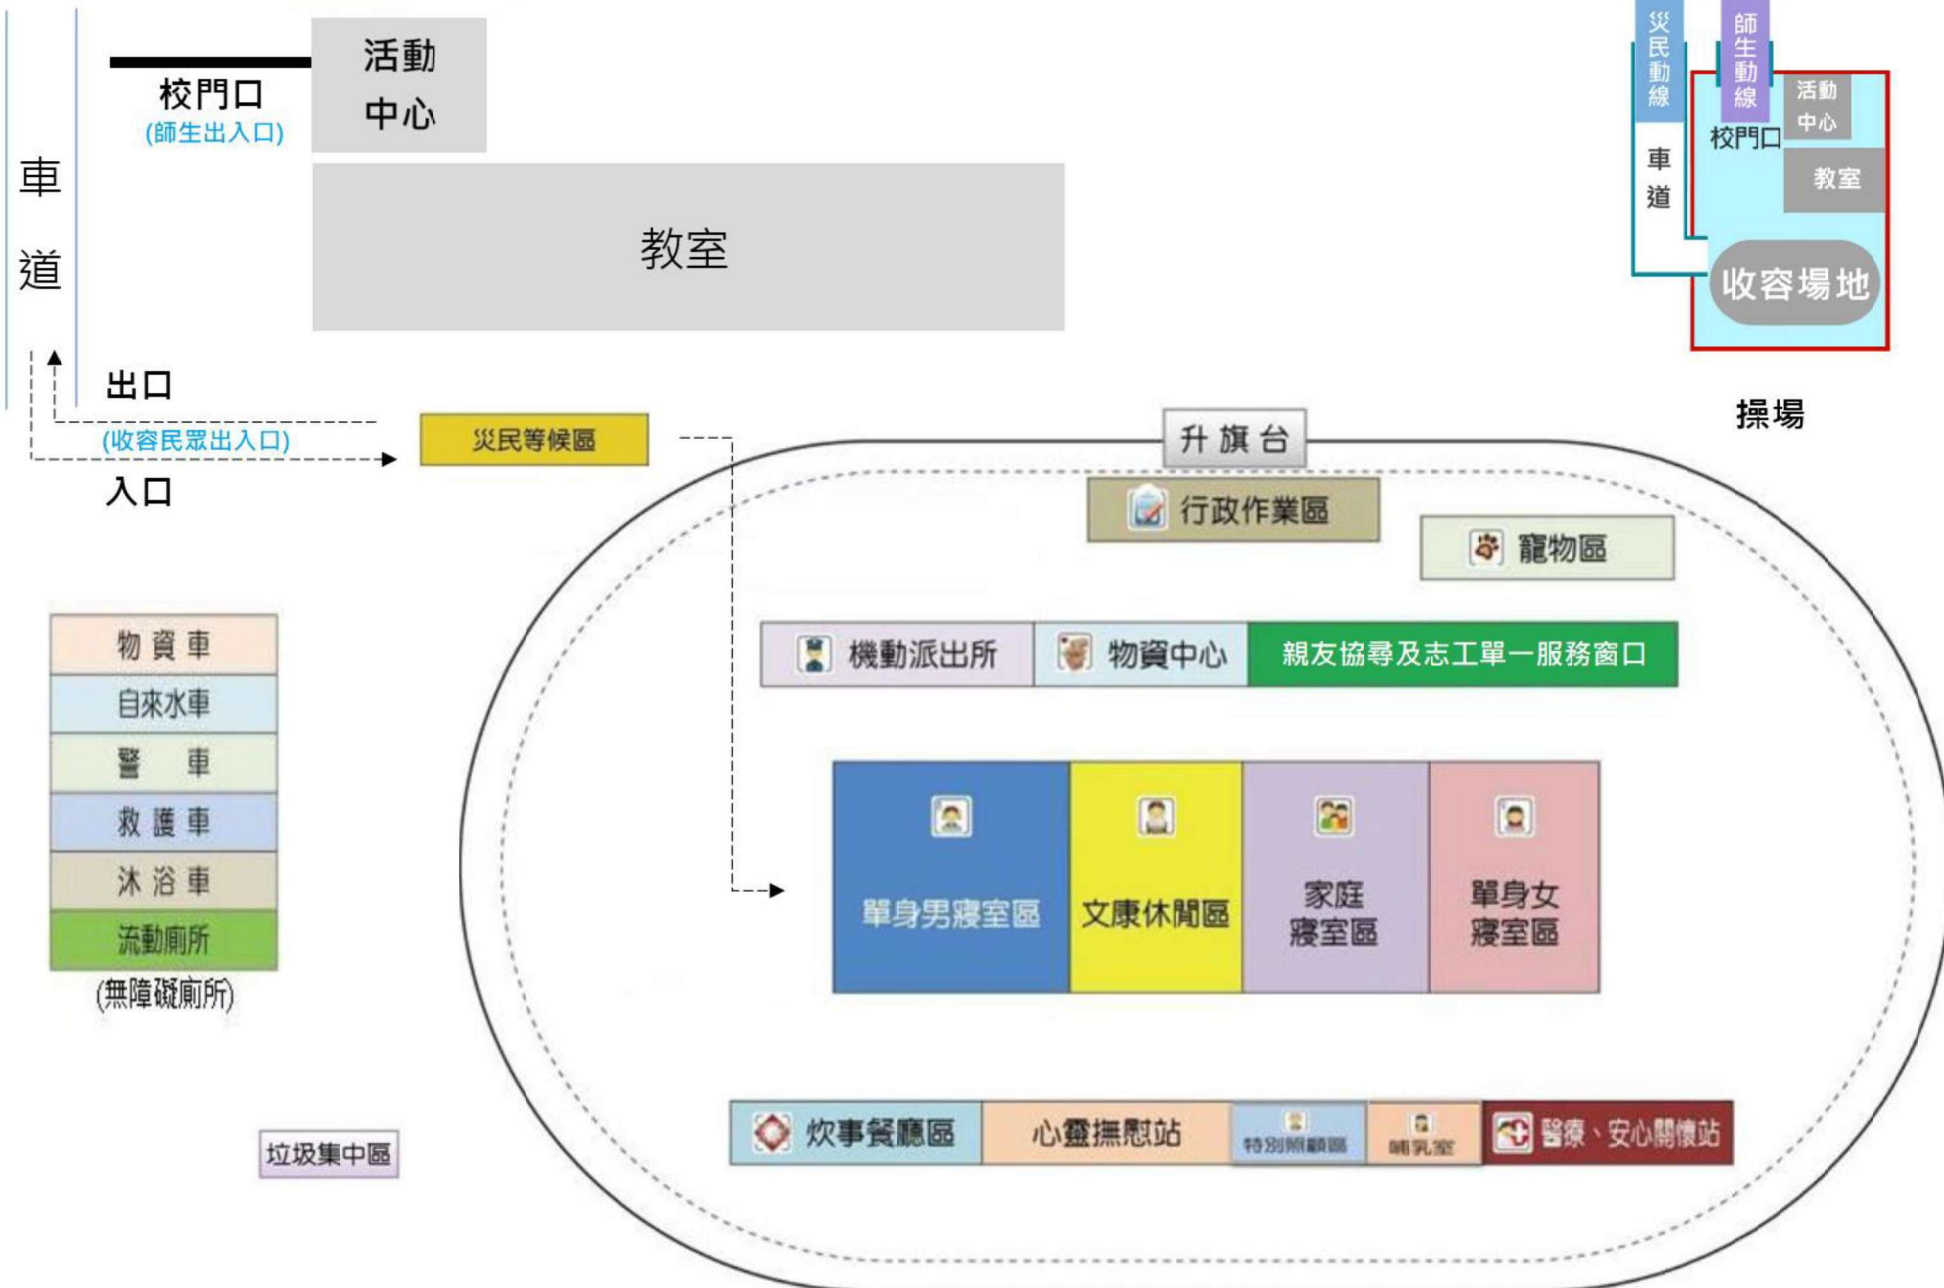 車道
校門口
(師生出入口)
活動
中心
教室
災民動線
師生動線
活動
中心
校門口
車道
教室
收容場地
操場
出口
(收容民眾出入口)
入口
災民等候區
升旗台
行政作業區
寵物區
機動派出所
物資中心
親友協尋及志工單一服務窗口
物資車
自來水車
警 車
救護車
沐浴車
流動廁所
(無障礙廁所)
單身男寢室區
文康休閒區
家庭
寢室區
單身女
寢室區
垃圾集中區
炊事餐廳區
心靈撫慰站
特別照顧區
哺乳室
醫療、安心關懷站